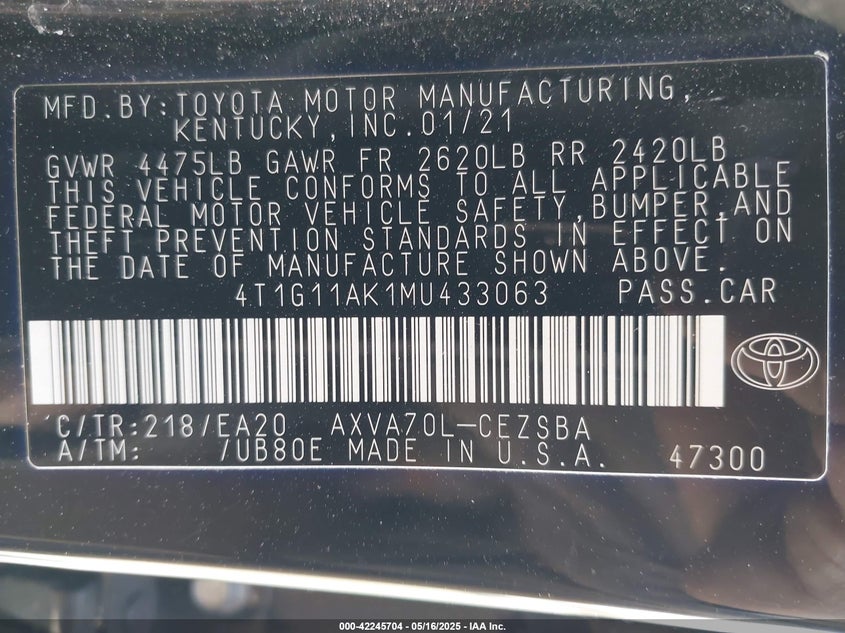 MFD.BY:TOYOTA MOTOR MANUFACTURING,
KENTUCKY,INC.01/21
GVWR 4475LB GAWR FR 2620LB RR 2420LB
THIS VEHICLE CONFORMS TO ALL APPLICABLE
FEDERAL MOTOR VEHICLE SAFETY,BUMPER,AND
THEFT PREVENTION STANDARDS IN EFFECT ON
THE DATE OF MANUFACTURE SHOWN ABOVE.
4T1G11AK1MU433063 PASS.CAR
C/TR:218/EA20 AXVA70L-CEZSBA
A/TM: /UB80E MADE IN U.S.A. 47300
000-42245704 - 05/16/2025 - IAA Inc.